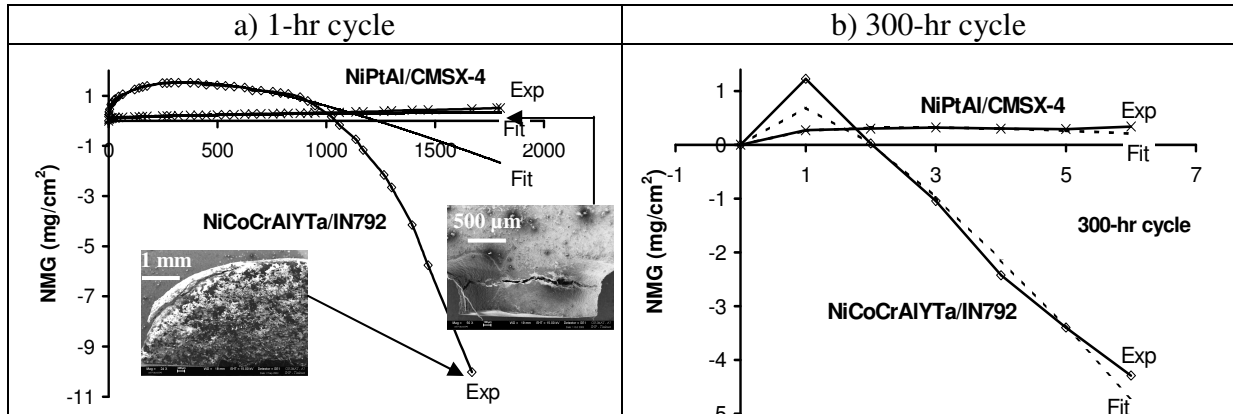 a) 1-hr cycle
b) 300-hr cycle
NMG (mg/cm²)
1
-1
-3
-5
-7
-9
-11
0
500
1000
1500
2000
NiPtAl/CMSX-4
Exp
Fit
Fit
NiCoCrAlYTa/IN792
1 mm
500 µm
Exp
NMG (mg/cm²)
1
0
-1
-2
-3
-4
-5
-1
1
3
5
7
NiPtAl/CMSX-4
Exp
Fit
300-hr cycle
NiCoCrAlYTa/IN792
Exp
Fit